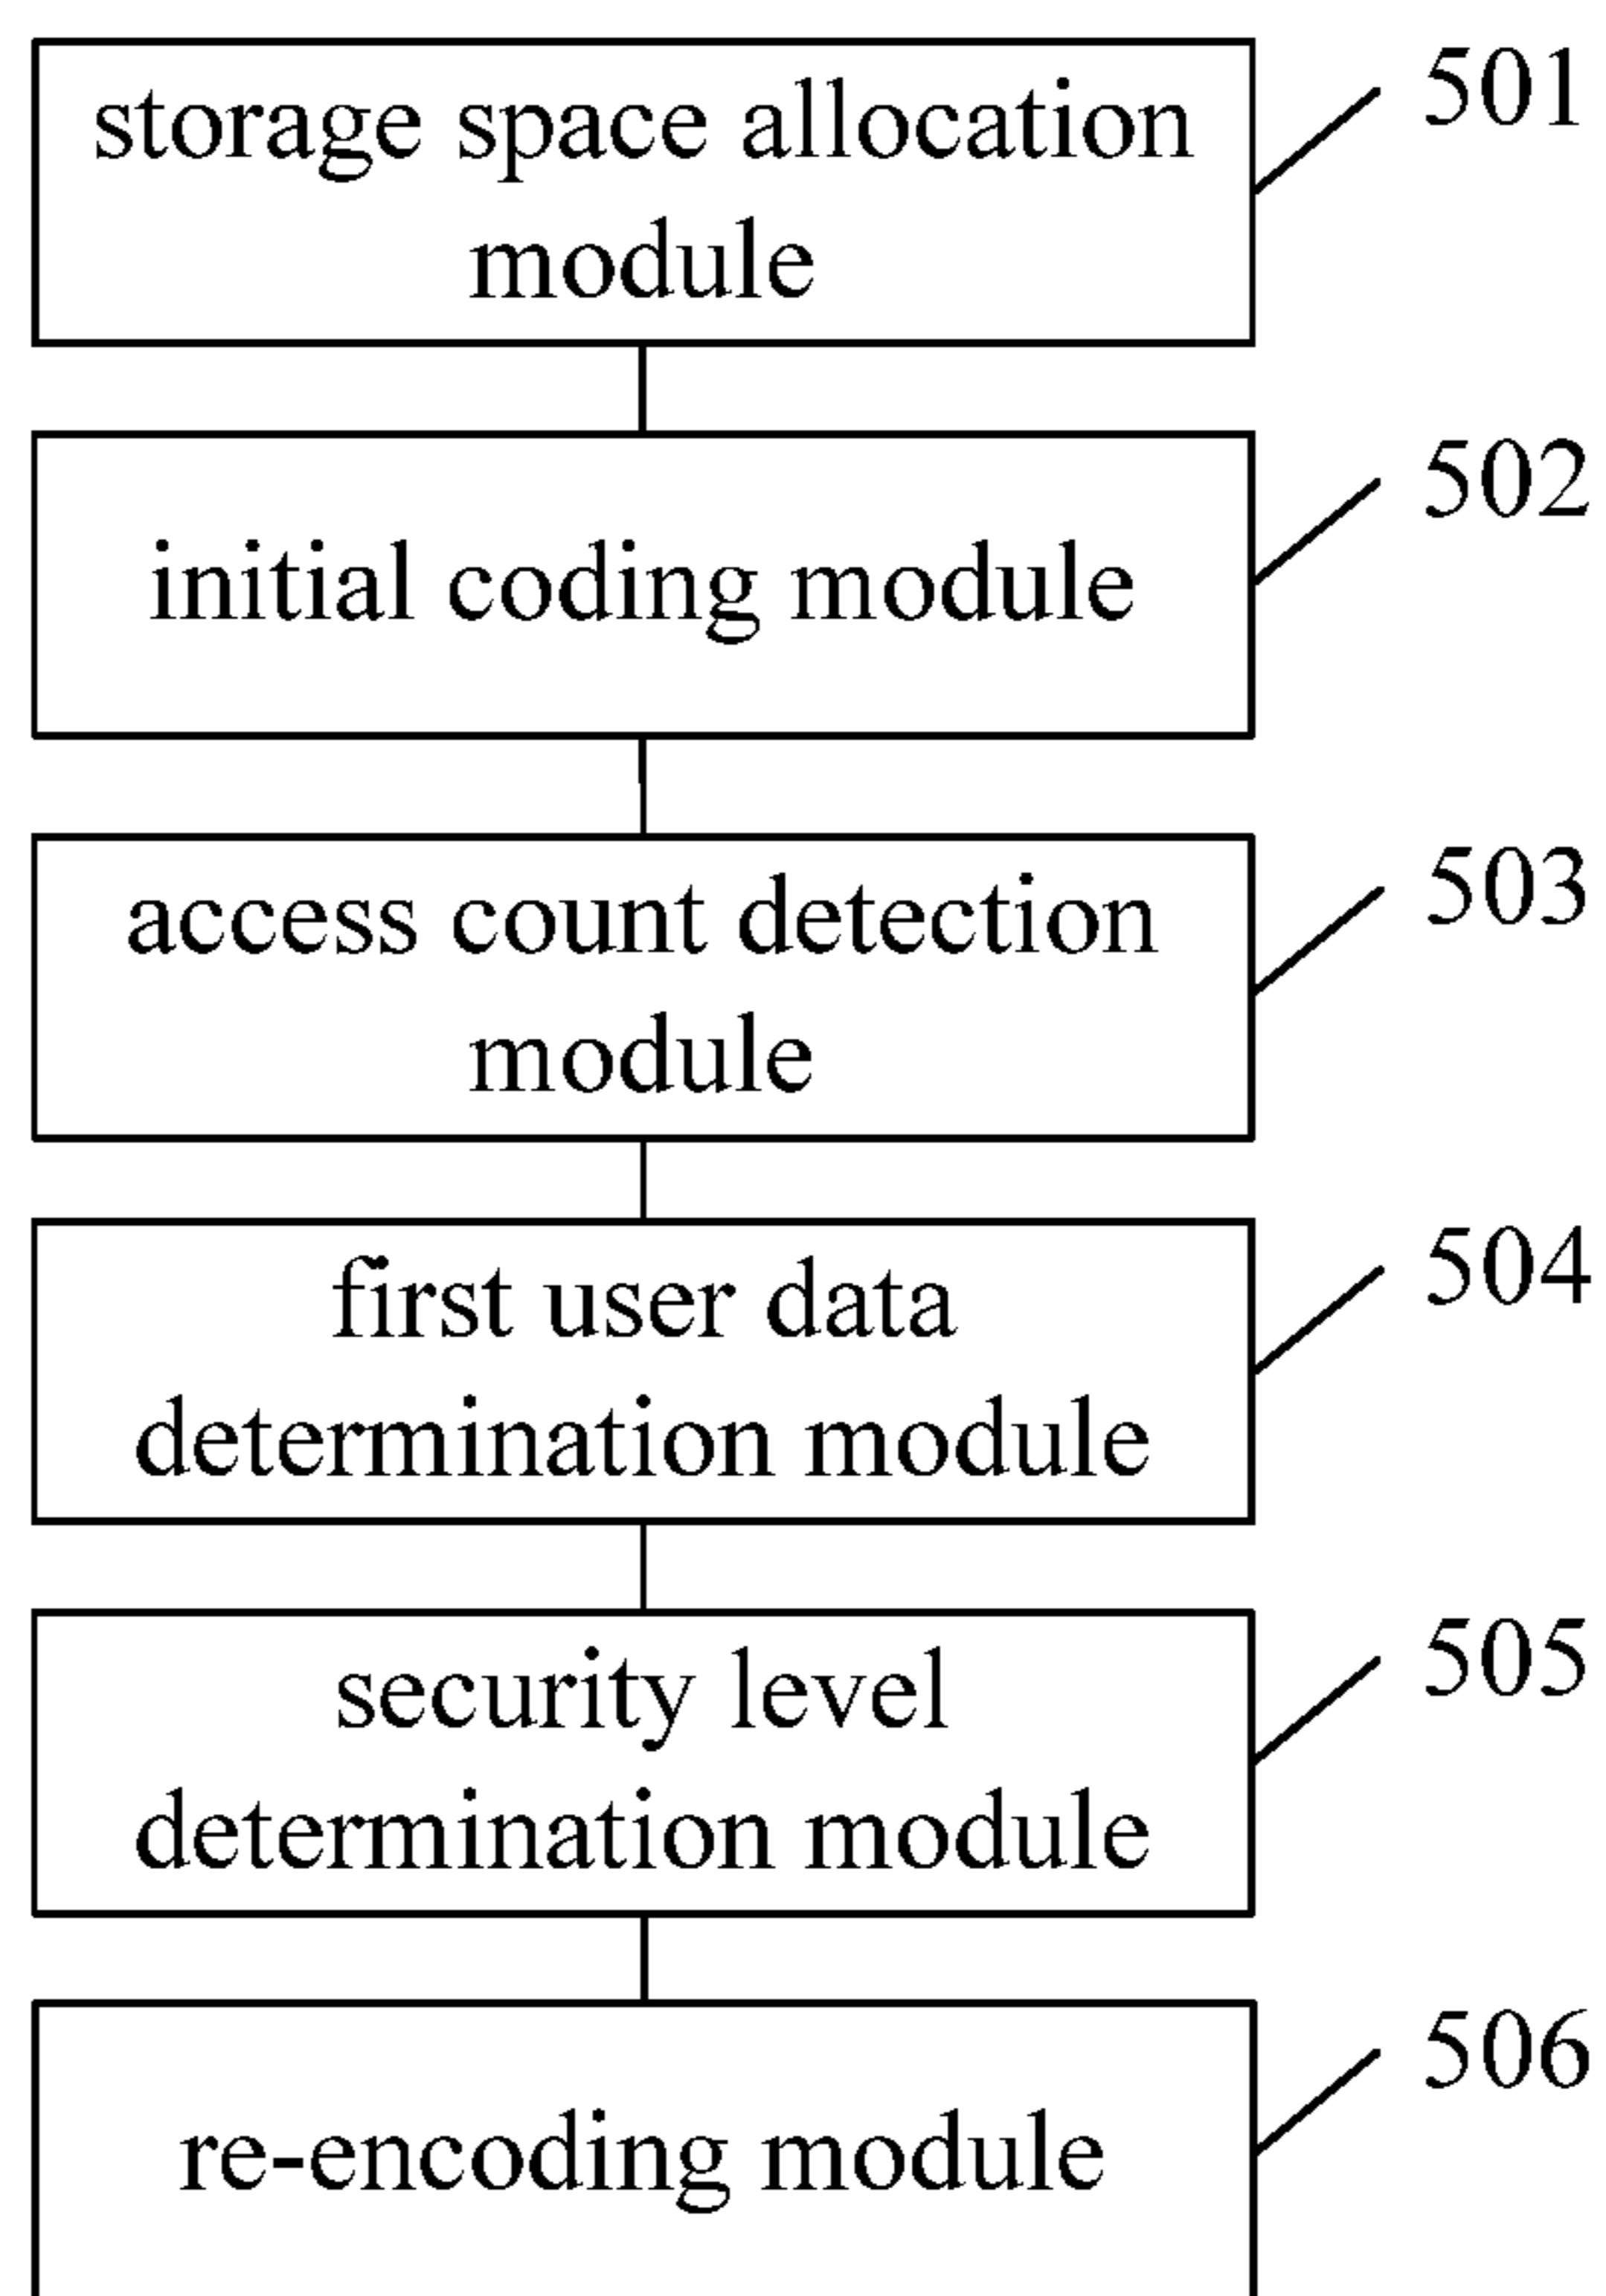 storage space allocation
module
501
initial coding module
502
access count detection
module
503
first user data
determination module
504
security level
determination module
505
re-encoding module
506